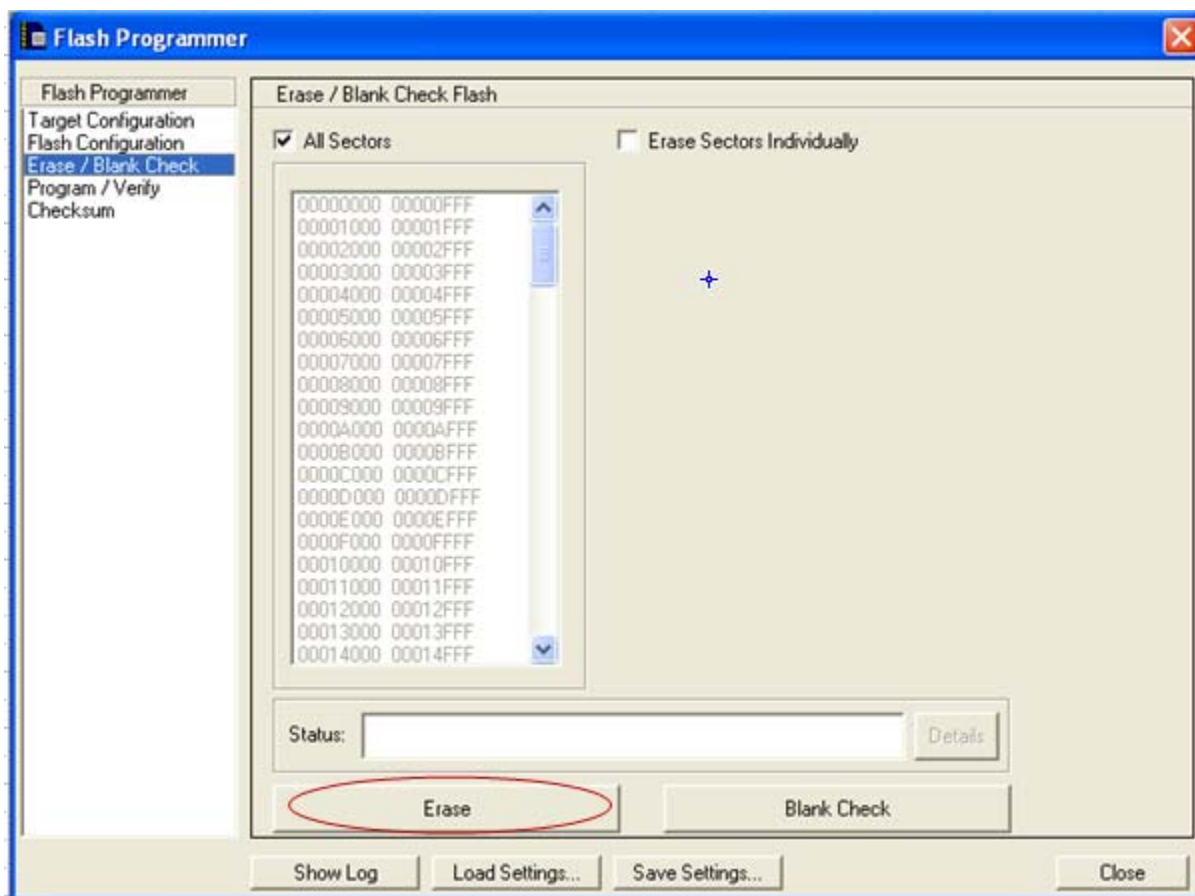 Flash Programmer
Flash Programmer
Target Configuration
Flash Configuration
Erase / Blank Check
Program / Verify
Checksum
Erase / Blank Check Flash
All Sectors
Erase Sectors Individually
00000000 00000FFF
00001000 00001FFF
00002000 00002FFF
00003000 00003FFF
00004000 00004FFF
00005000 00005FFF
00006000 00006FFF
00007000 00007FFF
00008000 00008FFF
00009000 00009FFF
0000A000 0000AFFF
0000B000 0000BFFF
0000C000 0000CFFF
0000D000 0000DFFF
0000E000 0000EFFF
0000F000 0000FFFF
00010000 00010FFF
00011000 00011FFF
00012000 00012FFF
00013000 00013FFF
00014000 00014FFF
Status:
Details
Erase
Blank Check
Show Log
Load Settings...
Save Settings...
Close